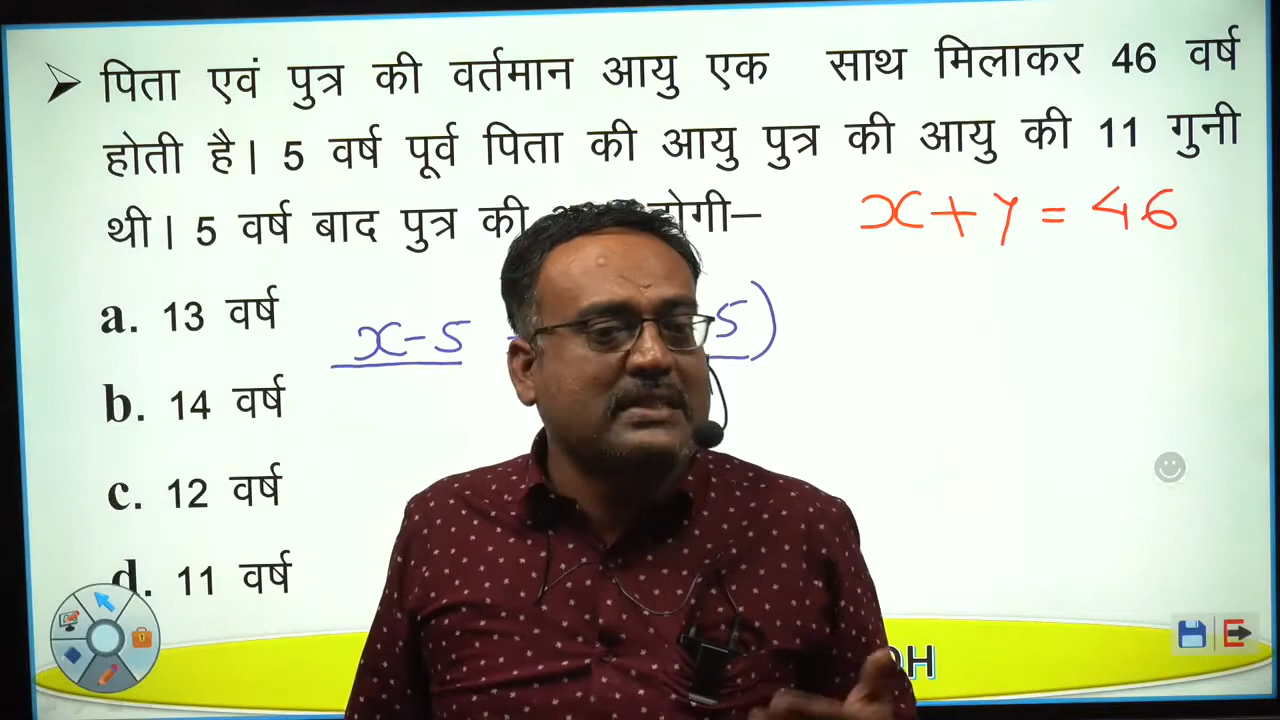 ➤ पिता एवं पुत्र की वर्तमान आयु एक साथ मिलाकर 46 वर्ष
होती है। 5 वर्ष पूर्व पिता की आयु पुत्र की आयु की 11 गुनी
थी। 5 वर्ष बाद पुत्र की होगी–
x + y = 46
a. 13 वर्ष
x - 5 5)
b. 14 वर्ष
c. 12 वर्ष
d. 11 वर्ष